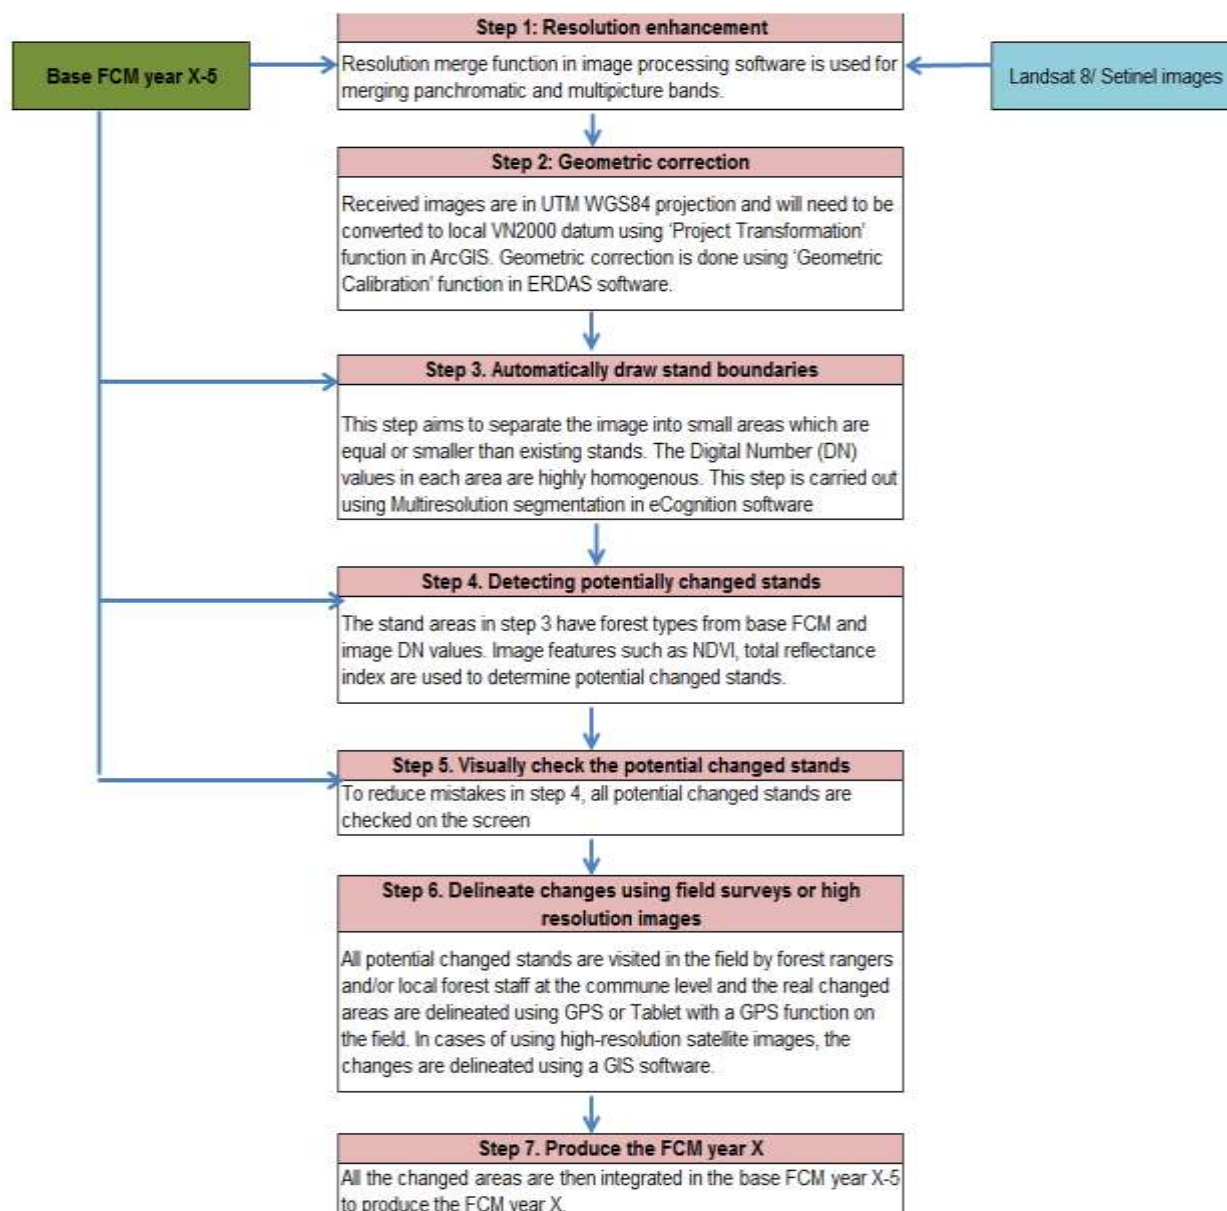 Step 1: Resolution enhancement
Base FCM year X-5
Resolution merge function in image processing software is used for
merging panchromatic and multipicture bands.
Landsat 8/ Setinel images
Step 2: Geometric correction
Received images are in UTM WGS84 projection and will need to be
converted to local VN2000 datum using ‘Project Transformation’
function in ArcGIS. Geometric correction is done using ‘Geometric
Calibration’ function in ERDAS software.
Step 3. Automatically draw stand boundaries
This step aims to separate the image into small areas which are
equal or smaller than existing stands. The Digital Number (DN)
values in each area are highly homogenous. This step is carried out
using Multiresolution segmentation in eCognition software
Step 4. Detecting potentially changed stands
The stand areas in step 3 have forest types from base FCM and
image DN values. Image features such as NDVI, total reflectance
index are used to determine potential changed stands.
Step 5. Visually check the potential changed stands
To reduce mistakes in step 4, all potential changed stands are
checked on the screen
Step 6. Delineate changes using field surveys or high
resolution images
All potential changed stands are visited in the field by forest rangers
and/or local forest staff at the commune level and the real changed
areas are delineated using GPS or Tablet with a GPS function on
the field. In cases of using high-resolution satellite images, the
changes are delineated using a GIS software.
Step 7. Produce the FCM year X
All the changed areas are then integrated in the base FCM year X-5
to produce the FCM year X.